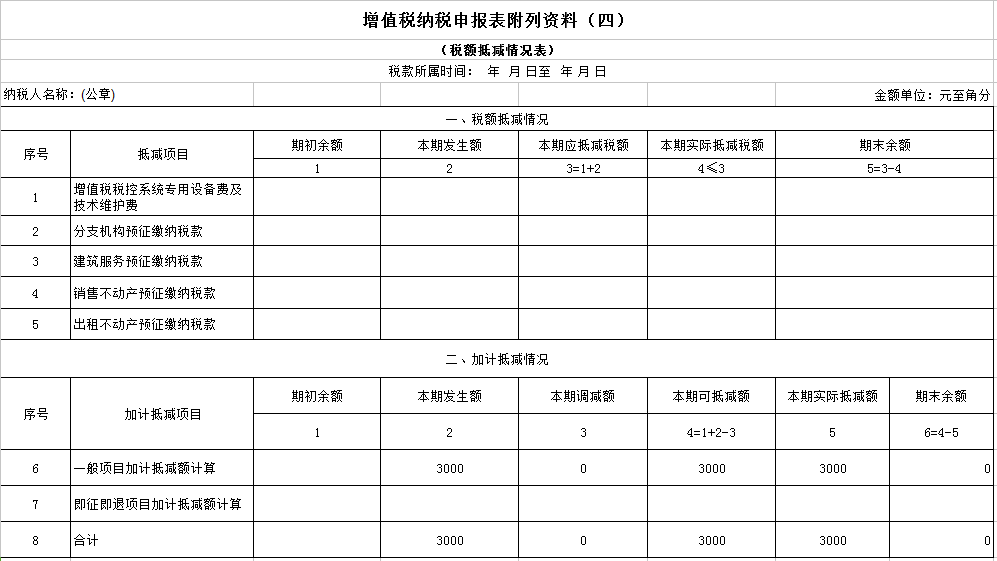 增值税纳税申报表附列资料（四）
（税额抵减情况表）
税款所属时间： 年 月 日至 年 月 日
纳税人名称：(公章) 金额单位：元至角分
一、税额抵减情况
序号 抵减项目 期初余额 本期发生额 本期应抵减税额 本期实际抵减税额 期末余额
1 2 3=1+2 4≤3 5=3-4
1 增值税税控系统专用设备费及
技术维护费
2 分支机构预征缴纳税款
3 建筑服务预征缴纳税款
4 销售不动产预征缴纳税款
5 出租不动产预征缴纳税款
二、加计抵减情况
序号 加计抵减项目 期初余额 本期发生额 本期调减额 本期可抵减额 本期实际抵减额 期末余额
1 2 3 4=1+2-3 5 6=4-5
6 一般项目加计抵减额计算 3000 0 3000 3000 0
7 即征即退项目加计抵减额计算
8 合计 3000 0 3000 3000 0